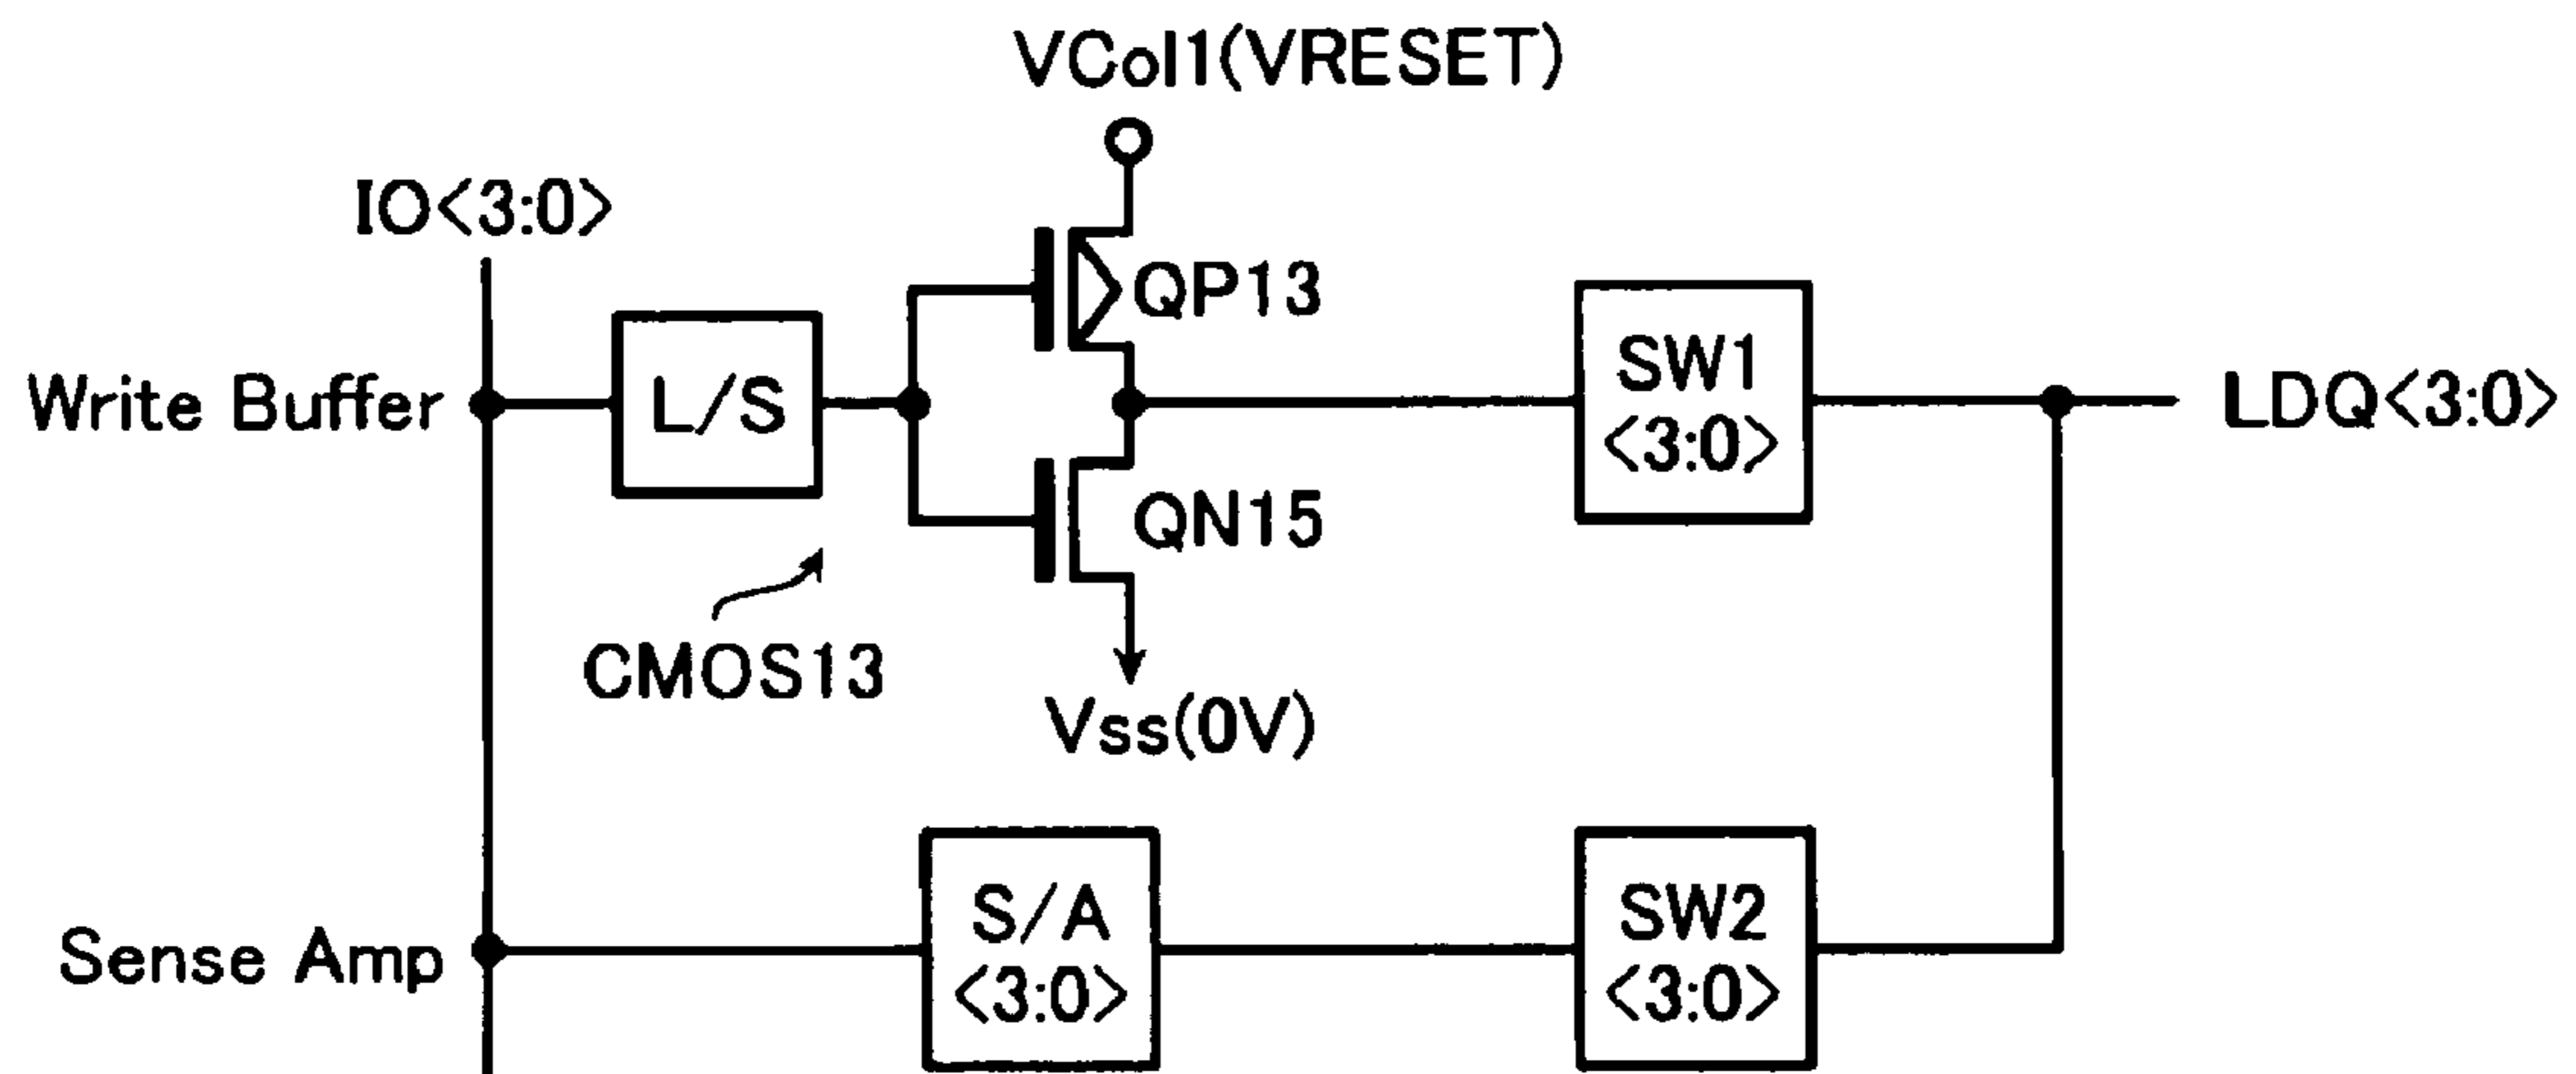 VCol1(VRESET)
IO<3:0>
QP13
SW1
<3:0>
Write Buffer
L/S
LDQ<3:0>
QN15
CMOS13
Vss(0V)
S/A
<3:0>
SW2
<3:0>
Sense Amp